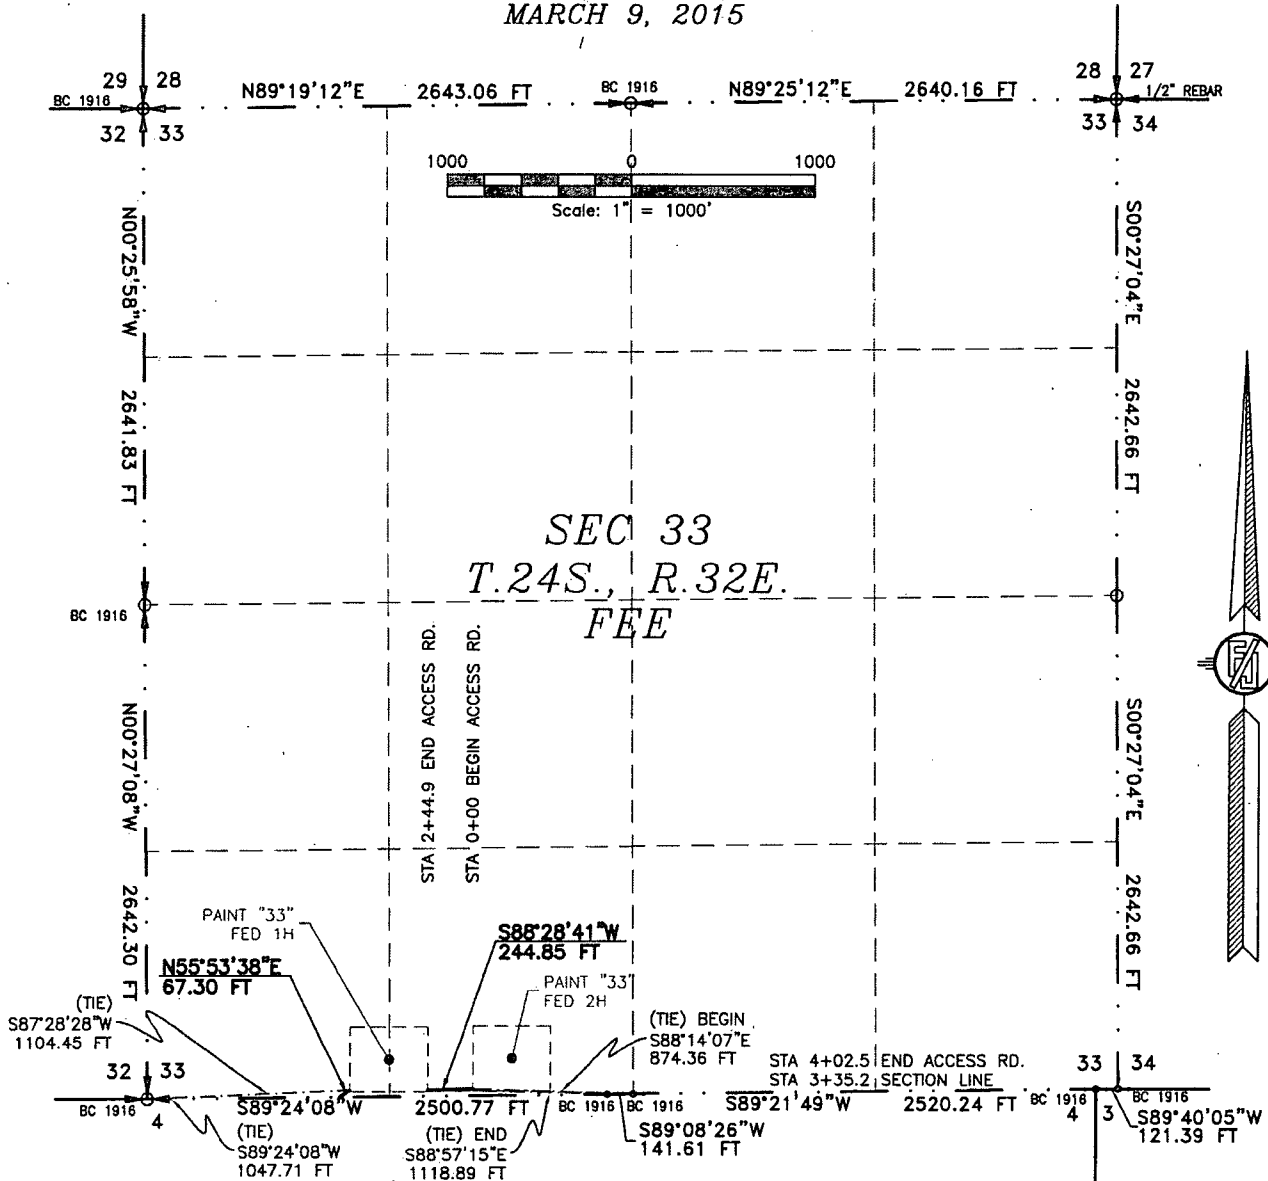 MARCH 9, 2015
29 28
BC 1916
32 33
N89°19'12"E 2643.06 FT
BC 1916
N89°25'12"E 2640.16 FT
28 27
1/2" REBAR
33 34
1000 0 1000
Scale: 1" = 1000'
N00°25'58"W 2641.83 FT
S00°27'04"E 2642.66 FT
SEC 33
T.24S., R.32E.
FEE
BC 1916
STA 2+44.9 END ACCESS RD.
STA 0+00 BEGIN ACCESS RD.
N00°27'08"W 2642.30 FT
S00°27'04"E 2642.66 FT
PAINT "33"
FED 1H
N55°53'38"E
67.30 FT
S88°28'41"W
244.85 FT
PAINT "33"
FED 2H
(TIE)
S87°28'28"W
1104.45 FT
(TIE) BEGIN
S88°14'07"E
874.36 FT
STA 4+02.5 END ACCESS RD.
STA 3+35.2 SECTION LINE
32 33
BC 1916
4
33 34
BC 1916 BC 1916
4 3
S89°24'08"W 2500.77 FT
BC 1916 BC 1916
S89°21'49"W 2520.24 FT
(TIE)
S89°24'08"W
1047.71 FT
(TIE) END
S88°57'15"E
1118.89 FT
S89°08'26"W
141.61 FT
S89°40'05"W
121.39 FT